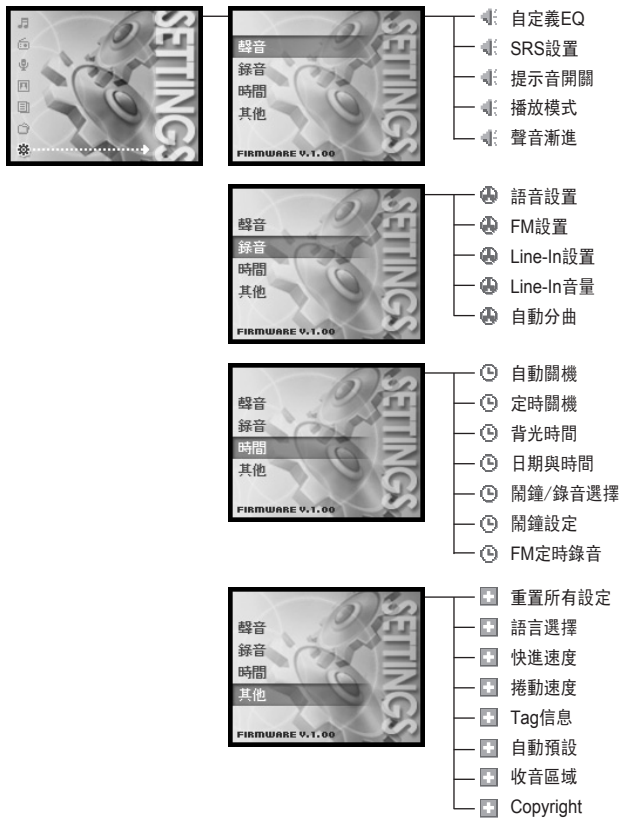 SETTINGS
聲音
錄音
時間
其他
FIRMWARE V.1.00
SETTINGS
自定義EQ
SRS設置
提示音開關
播放模式
聲音漸進
聲音
錄音
時間
其他
FIRMWARE V.1.00
SETTINGS
語音設置
FM設置
Line-In設置
Line-In音量
自動分曲
聲音
錄音
時間
其他
FIRMWARE V.1.00
SETTINGS
自動關機
定時關機
背光時間
日期與時間
鬧鐘/錄音選擇
鬧鐘設定
FM定時錄音
聲音
錄音
時間
其他
FIRMWARE V.1.00
SETTINGS
重置所有設定
語言選擇
快進速度
捲動速度
Tag信息
自動預設
收音區域
Copyright